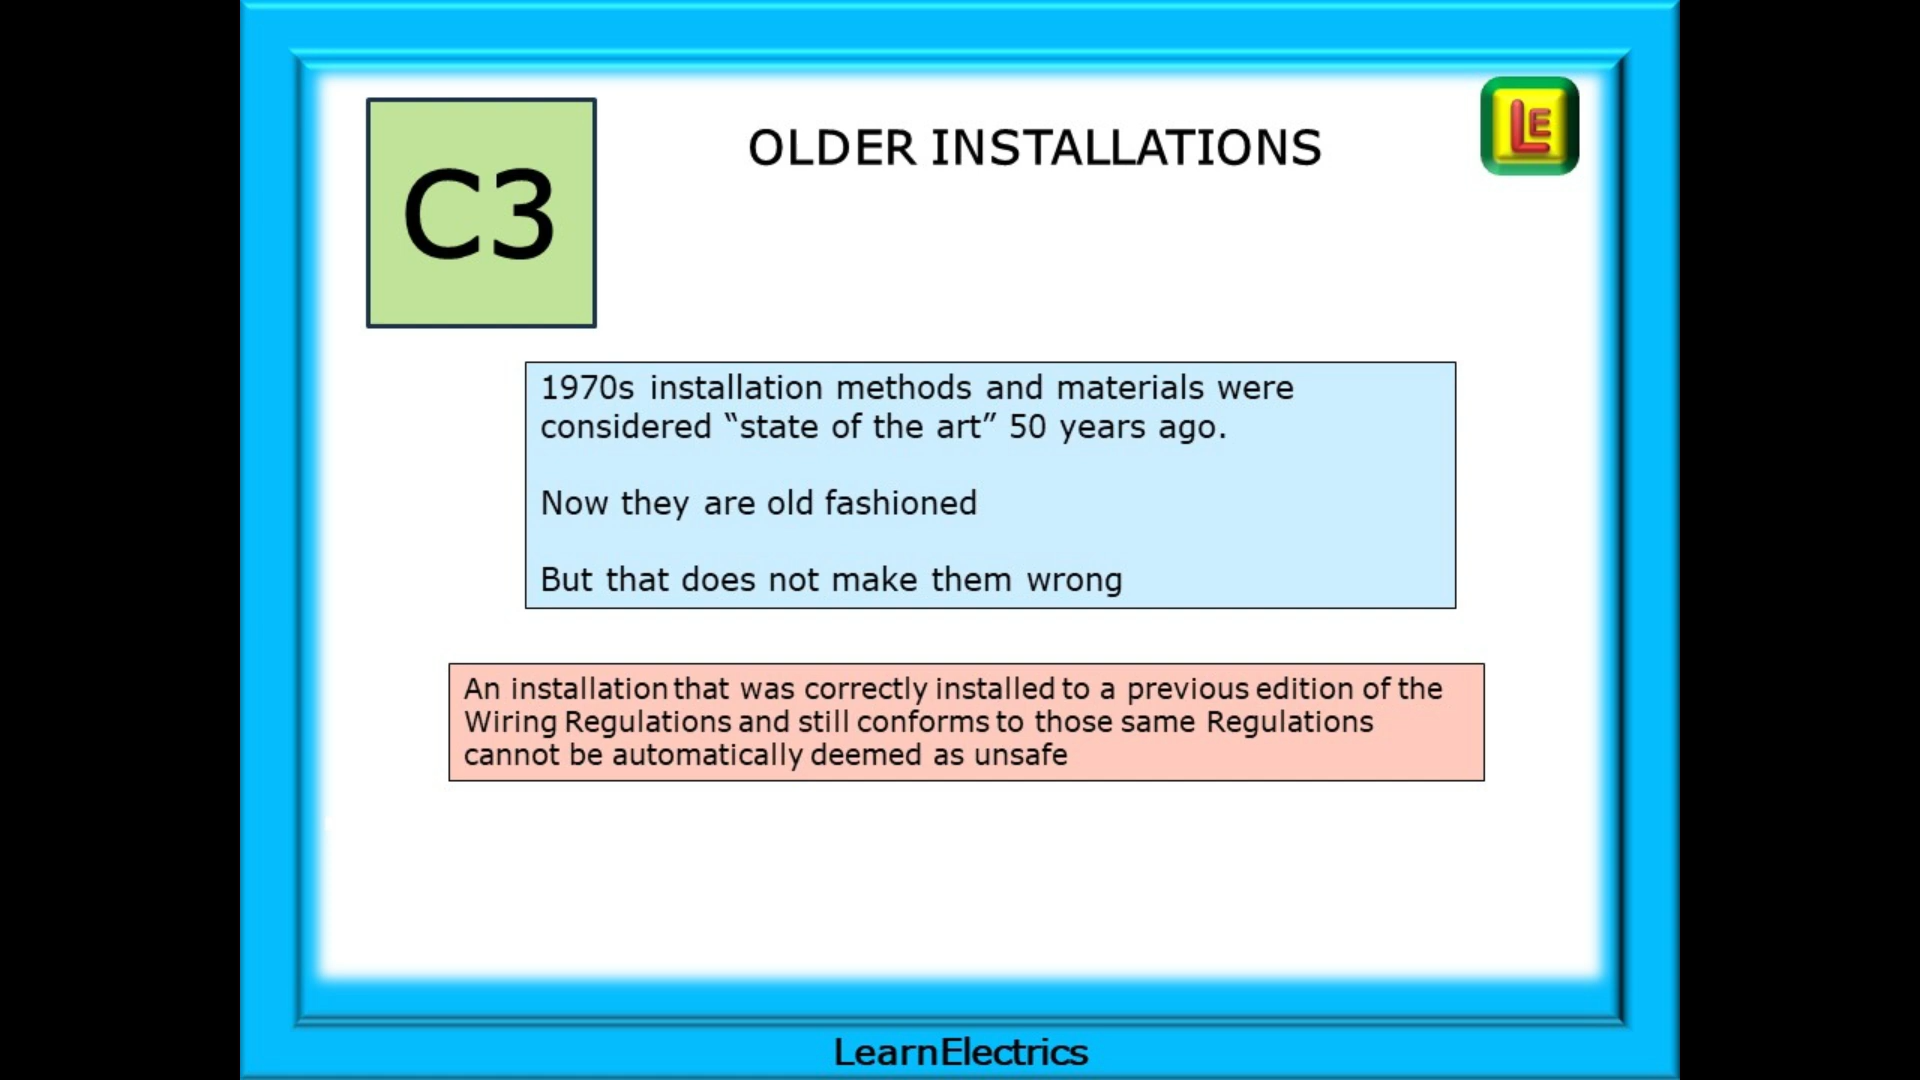 C3
OLDER INSTALLATIONS
LE
1970s installation methods and materials were
considered “state of the art” 50 years ago.
Now they are old fashioned
But that does not make them wrong
An installation that was correctly installed to a previous edition of the
Wiring Regulations and still conforms to those same Regulations
cannot be automatically deemed as unsafe
LearnElectrics